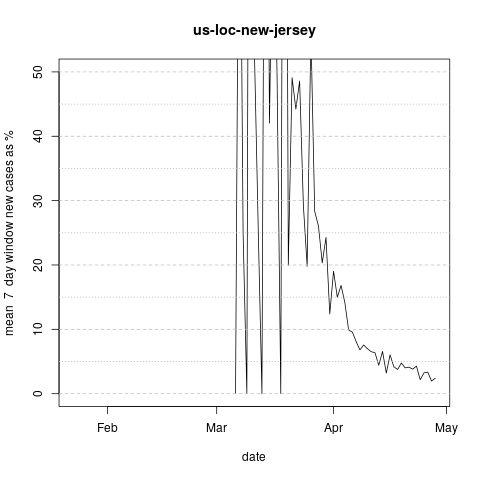 us-loc-new-jersey
mean 7 day window new cases as %
50
40
30
20
10
0
Feb
Mar
Apr
May
date